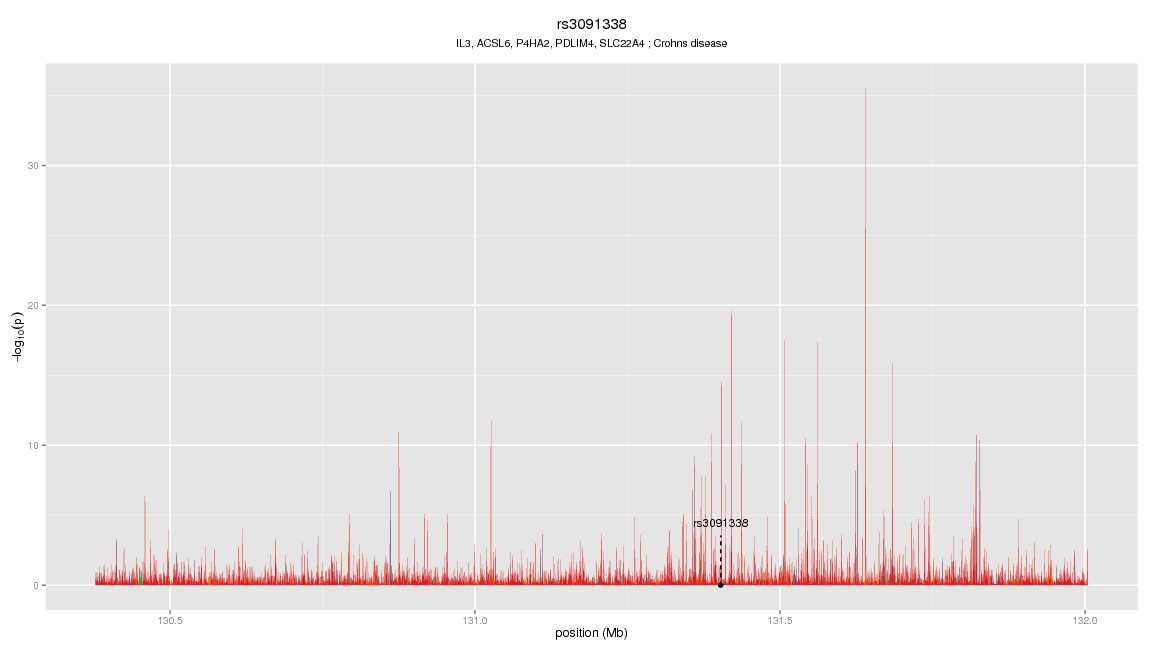 rs3091338
IL3, ACSL6, P4HA2, PDLIM4, SLC22A4 ; Crohns disease
30
20
10
0
−log10(p)
rs3091338
130.5 131.0 131.5 132.0
position (Mb)